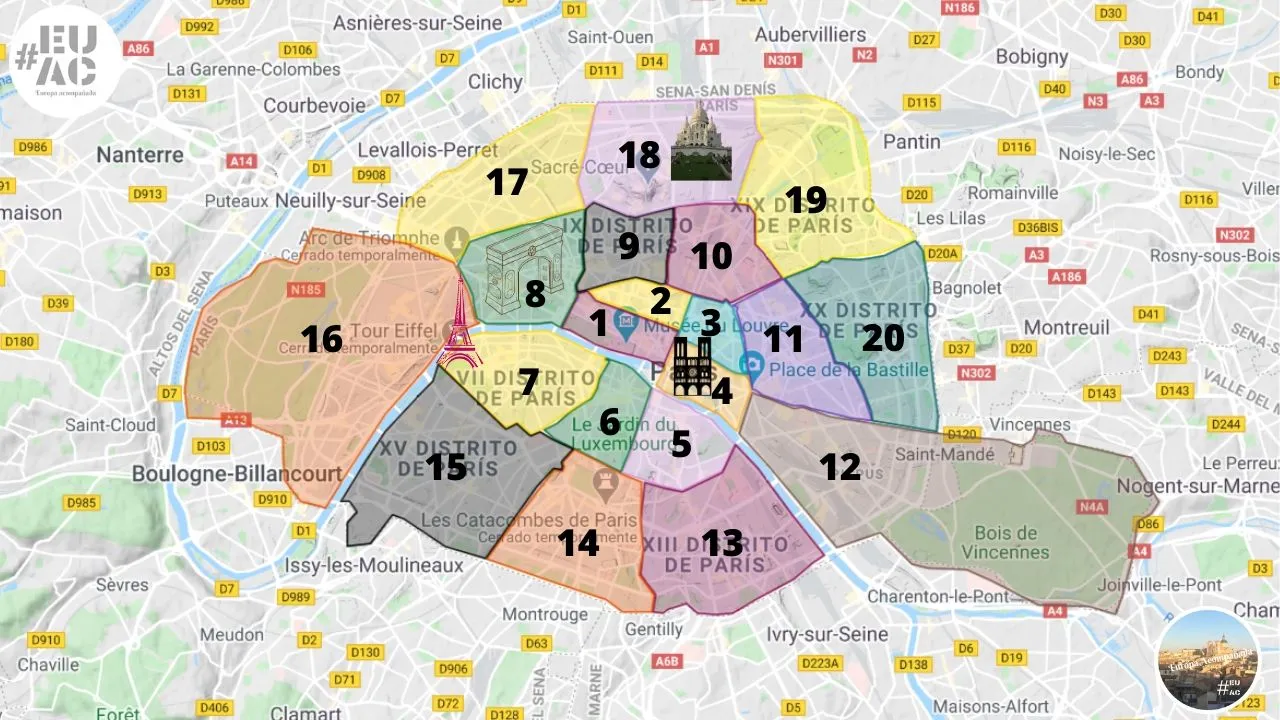 #EU
AC
Europa acompañada
D986
D9
D1
N186
D30
D41
Asnières-sur-Seine
D992
Saint-Ouen
Aubervilliers
D27
D30
A86
D106
D7
A1
N301
N2
Bobigny
La Garenne-Colombes
Clichy
D111
D14
A86
Bondy
D131
D7
Courbevoie
SENA-SAN DENÍS
PARÍS
D115
D40
N3
A3
D986
Nanterre
A14
D1
Levallois-Perret
Sacré-Cœur
18
Pantin
D116
Noisy-le-Sec
D908
17
91
D913
Puteaux
Neuilly-sur-Seine
19
D20
Romainville
D116
Viller
maison
Les Lilas
XIX DISTRITO
DE PARÍS
IX DISTRITO
DE PARÍS
9
10
D36BIS
N302
Arc de Triomphe
Cerrado temporalmente
D20A
A3
Rosny-sous-Bois
D3
A186
N185
8
2
Bagnolet
D39
ALTOS DEL SENA
PARÍS
XX DISTRITO
DE PARÍS
1
Musée du Louvre
3
11
20
Montreuil
SENA-S
D180
16
Tour Eiffel
Cerrado temporalmente
D37
D20
D243
París
Place de la Bastille
N302
VALLE DEL
D7
VII DISTRITO
DE PARÍS
7
4
D143
D143
A13
6
Le Jardin du
Luxembourg
5
Saint-Cloud
D120
Vincennes
D244
D103
XV DISTRITO
DE PARÍS
15
12
Saint-Mandé
Le Perreux
Boulogne-Billancourt
Nogent-sur-Marne
D985
D910
N4A
D1
Les Catacombes de Paris
Cerrado temporalmente
14
XIII DISTRITO
DE PARÍS
13
D86
Bois de
Vincennes
A4
Issy-les-Moulineaux
D3
Sèvres
D7
D989
Joinville-le-Pont
Charenton-le-Pont
A4
Cham
Montrouge
Gentilly
Ivry-sur-Seine
D910
Meudon
D2
D63
D130
A6B
D223A
D138
D6
D19
Chaville
D906
D71
D406
Forêt
Clamart
D72
D128
DEL SENA
MARNE
D5
Maisons-Alfort
D123
Europa Acompañada
#EU
AC